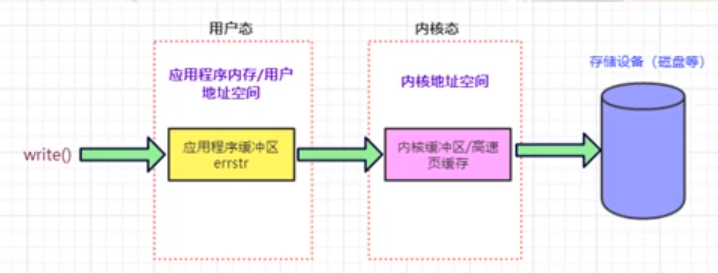 用户态
内核态
存储设备（磁盘等）
应用程序内存/用户
地址空间
内核地址空间
write()
应用程序缓冲区
errstr
内核缓冲区/高速
页缓存